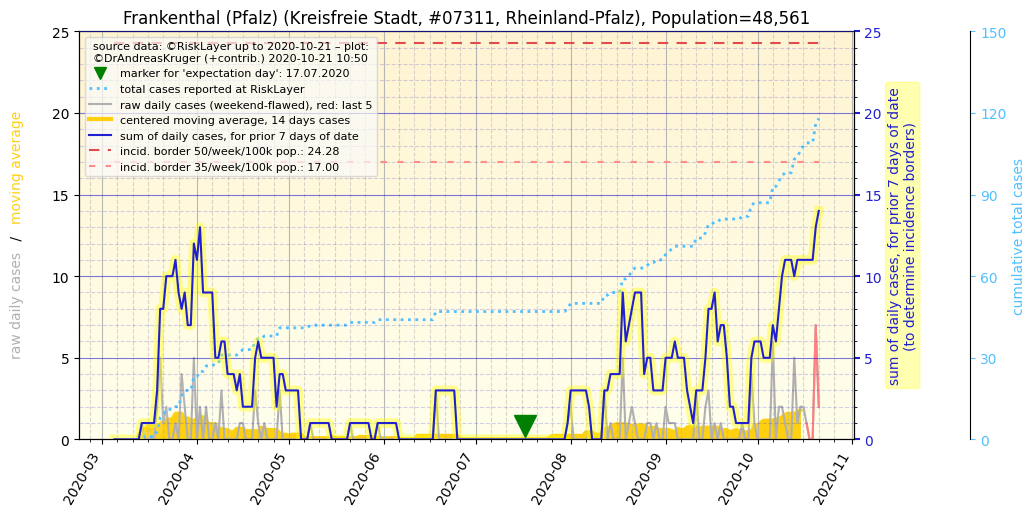 Frankenthal (Pfalz) (Kreisfreie Stadt, #07311, Rheinland-Pfalz), Population=48,561
source data: ©RiskLayer up to 2020-10-21 – plot:
©DrAndreasKruger (+contrib.) 2020-10-21 10:50
marker for 'expectation day': 17.07.2020
total cases reported at RiskLayer
raw daily cases (weekend-flawed), red: last 5
centered moving average, 14 days cases
sum of daily cases, for prior 7 days of date
incid. border 50/week/100k pop.: 24.28
incid. border 35/week/100k pop.: 17.00
raw daily cases / moving average
25
20
15
10
5
0
2020-03
2020-04
2020-05
2020-06
2020-07
2020-08
2020-09
2020-10
2020-11
25
20
15
10
5
0
sum of daily cases, for prior 7 days of date
(to determine incidence borders)
150
120
90
60
30
0
cumulative total cases